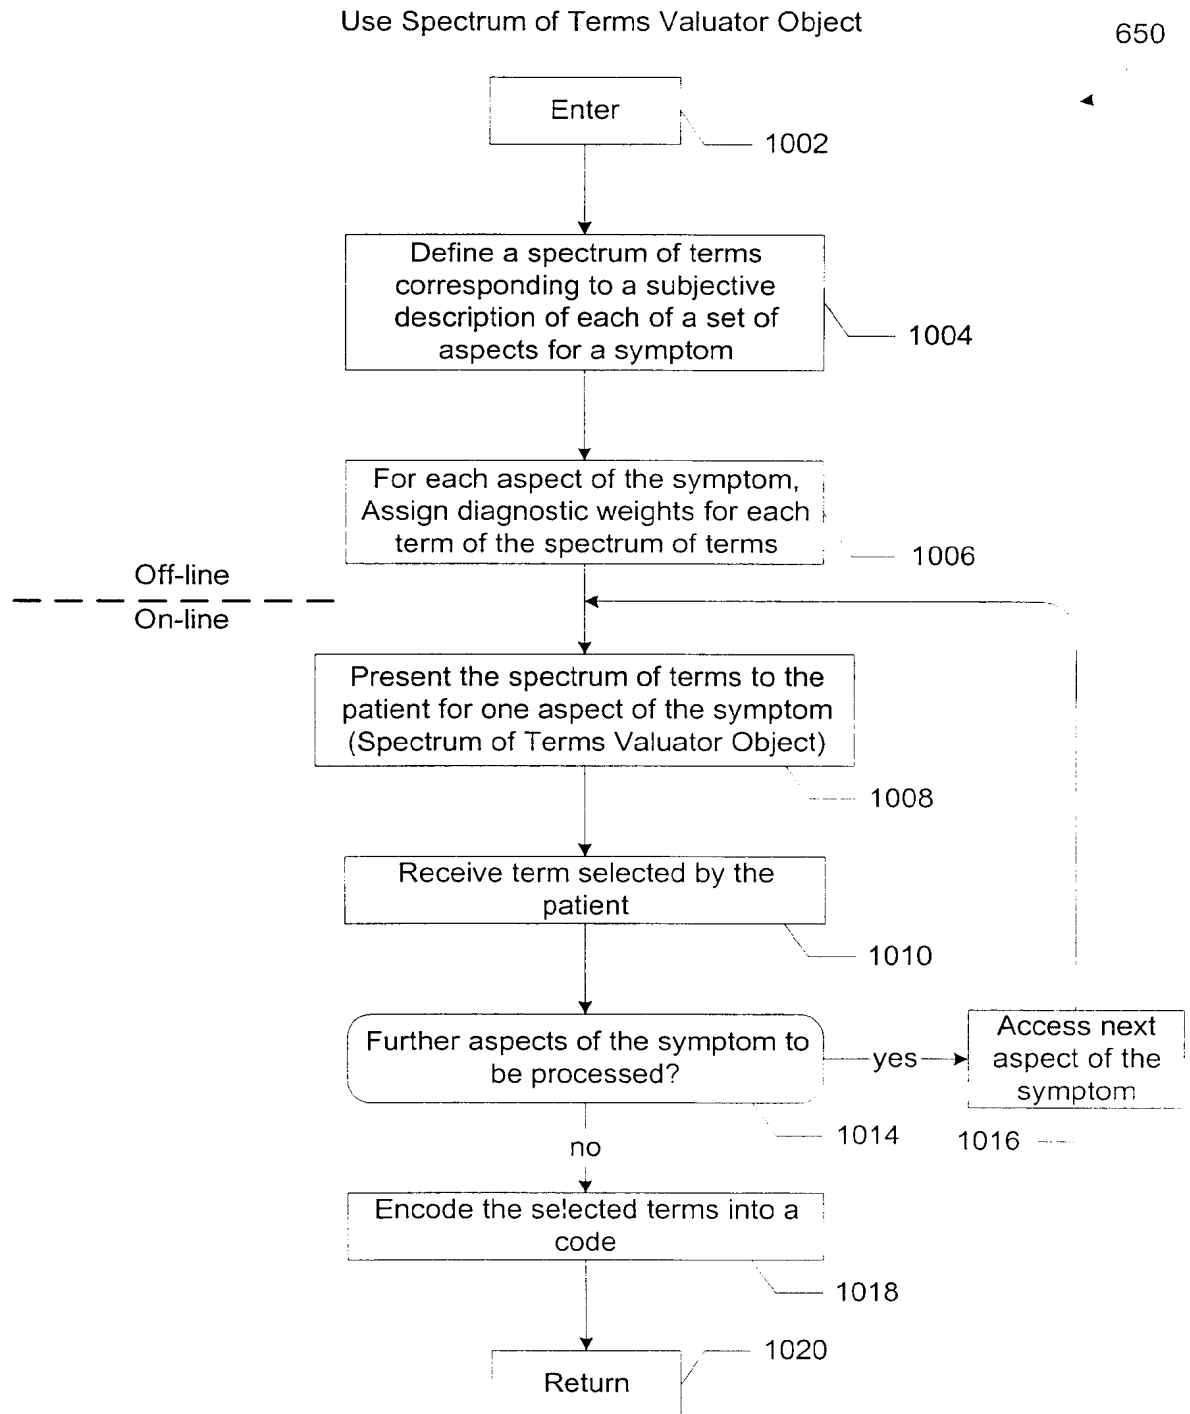 Use Spectrum of Terms Valuator Object
650
Enter
1002
Define a spectrum of terms
corresponding to a subjective
description of each of a set of
aspects for a symptom
1004
For each aspect of the symptom,
Assign diagnostic weights for each
term of the spectrum of terms
1006
Off-line
On-line
Present the spectrum of terms to the
patient for one aspect of the symptom
(Spectrum of Terms Valuator Object)
1008
Receive term selected by the
patient
1010
Further aspects of the symptom to
be processed?
yes
Access next
aspect of the
symptom
1014
1016
no
Encode the selected terms into a
code
1018
1020
Return